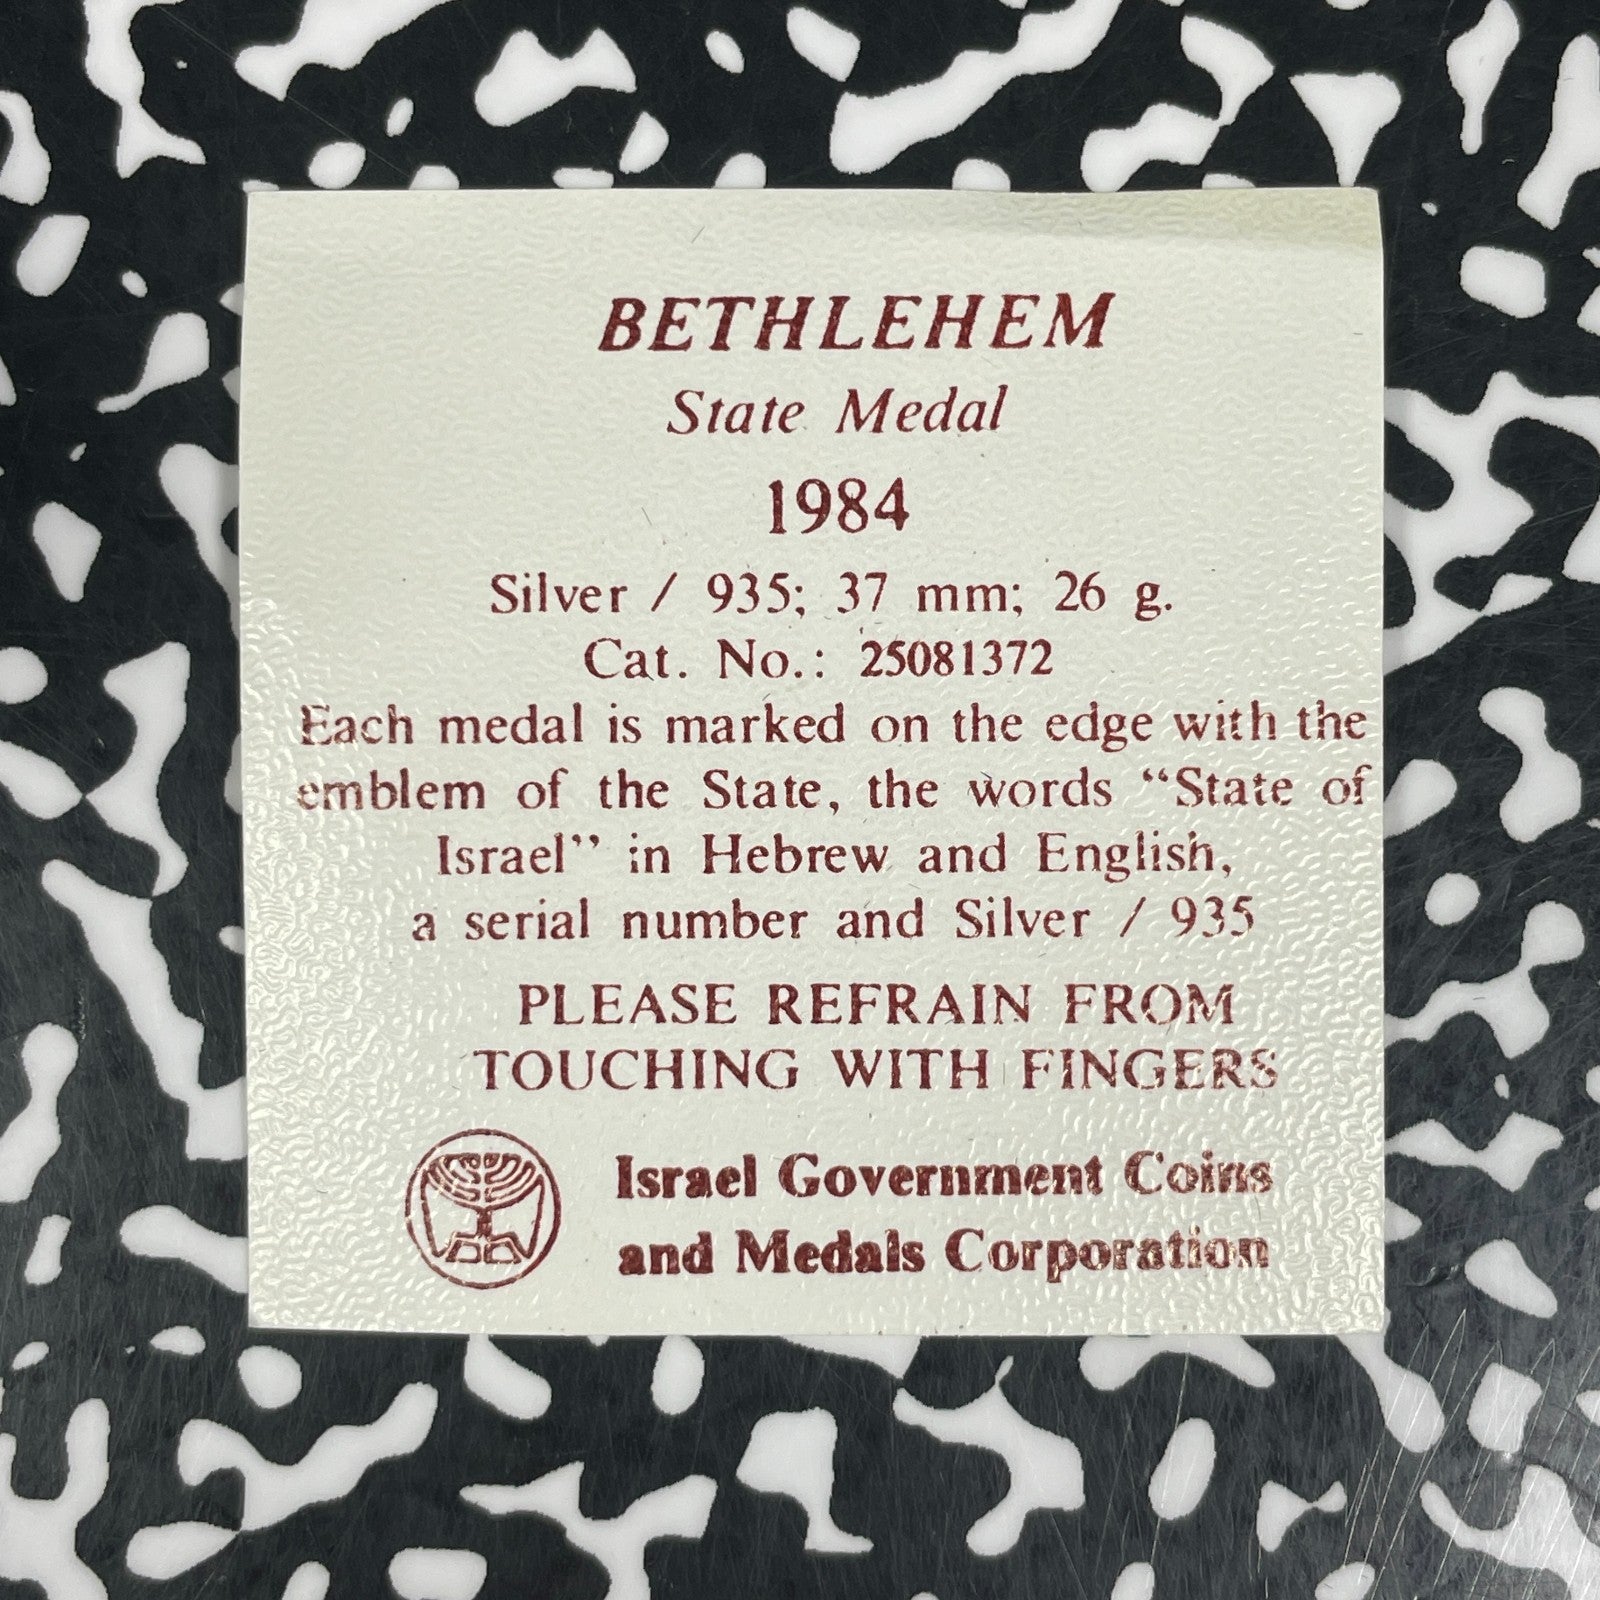 BETHLEHEM
State Medal
1984
Silver / 935; 37 mm; 26 g.
Cat. No.: 25081372
Each medal is marked on the edge with the
emblem of the State, the words “State of
Israel” in Hebrew and English,
a serial number and Silver / 935
PLEASE REFRAIN FROM
TOUCHING WITH FINGERS
Israel Government Coins
and Medals Corporation